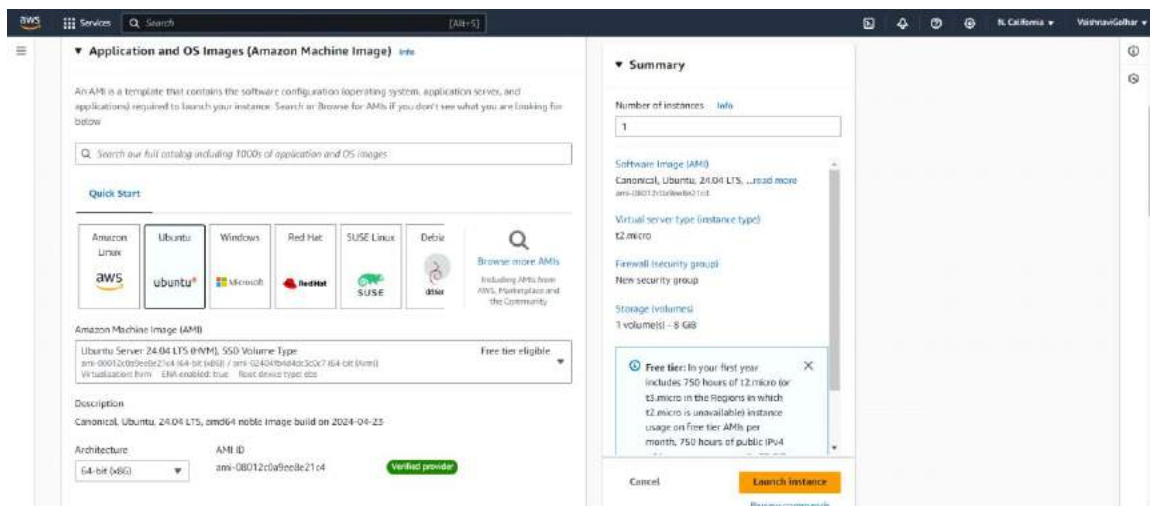 aws
Services
Search
[Alt+S]
N. California
VaishnaviGolhar
Application and OS Images (Amazon Machine Image) Info
An AMI is a template that contains the software configuration (operating system, application server, and
applications) required to launch your instance. Search or Browse for AMIs if you don't see what you are looking for
below
Search our full catalog including 1000s of application and OS images
Quick Start
Amazon
Linux
aws
Ubuntu
ubuntu
Windows
Microsoft
Red Hat
Red Hat
SUSE Linux
SUSE
Debia
debian
Browse more AMIs
Including AMIs from
AWS, Marketplace and
the Community
Amazon Machine Image (AMI)
Ubuntu Server 24.04 LTS (HVM), SSD Volume Type
Free tier eligible
Virtualization: hvm ENA enabled: true Root device type: ebs
Description
Canonical, Ubuntu, 24.04 LTS, amd64 noble image build on 2024-04-23
Architecture
64-bit (x86)
AMI ID
ami-08012c0a9ee8e21c4
Verified provider
Summary
Number of instances Info
1
Software Image (AMI)
Canonical, Ubuntu, 24.04 LTS, ...read more
ami-08012c0a9ee8e21c4
Virtual server type (instance type)
t2.micro
Firewall (security group)
New security group
Storage (volumes)
1 volume(s) - 8 GiB
Free tier: In your first year
includes 750 hours of t2.micro (or
t3.micro in the Regions in which
t2.micro is unavailable) instance
usage on free tier AMIs per
month, 750 hours of public IPv4
Cancel
Launch instance
Review commands